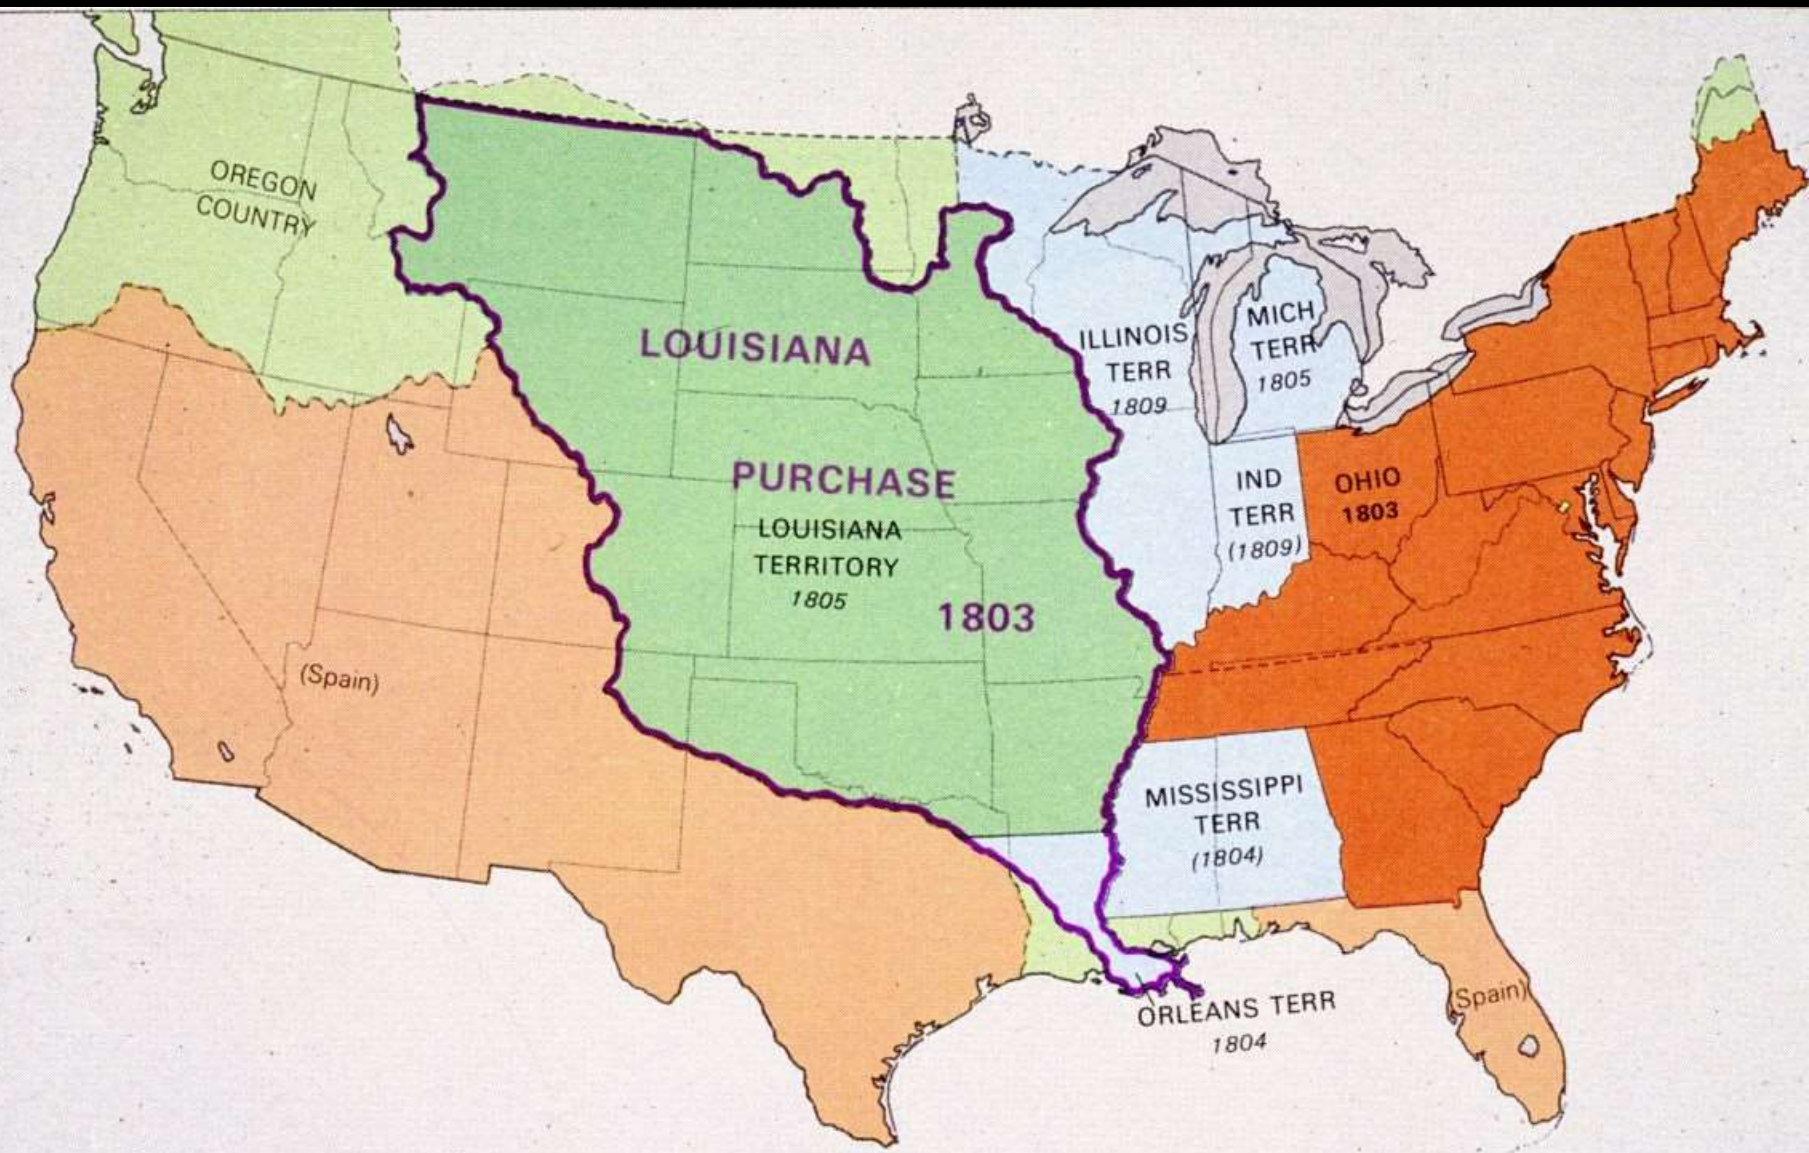 OREGON
COUNTRY
LOUISIANA
PURCHASE
LOUISIANA
TERRITORY
1805
1803
(Spain)
ILLINOIS
TERR
1809
MICH
TERR
1805
IND
TERR
(1809)
OHIO
1803
MISSISSIPPI
TERR
(1804)
ORLEANS TERR
1804
(Spain)